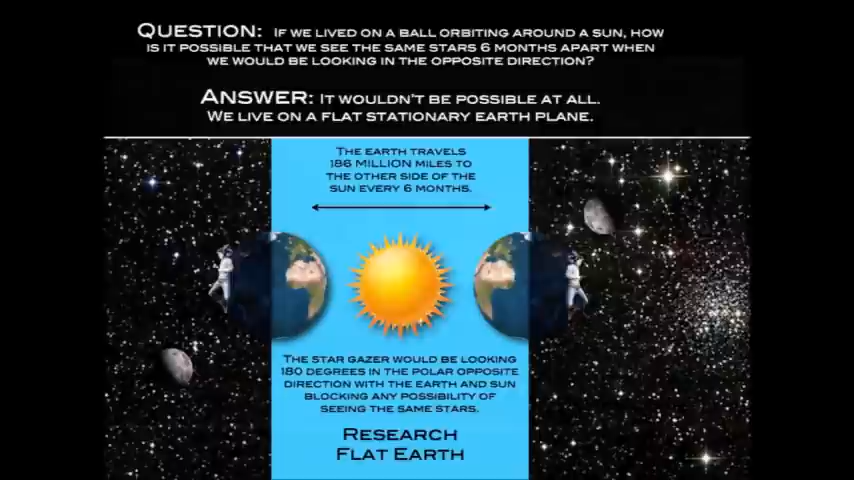 QUESTION: IF WE LIVED ON A BALL ORBITING AROUND A SUN, HOW
IS IT POSSIBLE THAT WE SEE THE SAME STARS 6 MONTHS APART WHEN
WE WOULD BE LOOKING IN THE OPPOSITE DIRECTION?
ANSWER: IT WOULDN'T BE POSSIBLE AT ALL.
WE LIVE ON A FLAT STATIONARY EARTH PLANE.
THE EARTH TRAVELS
186 MILLION MILES TO
THE OTHER SIDE OF THE
SUN EVERY 6 MONTHS.
THE STAR GAZER WOULD BE LOOKING
180 DEGREES IN THE POLAR OPPOSITE
DIRECTION WITH THE EARTH AND SUN
BLOCKING ANY POSSIBILITY OF
SEEING THE SAME STARS.
RESEARCH
FLAT EARTH